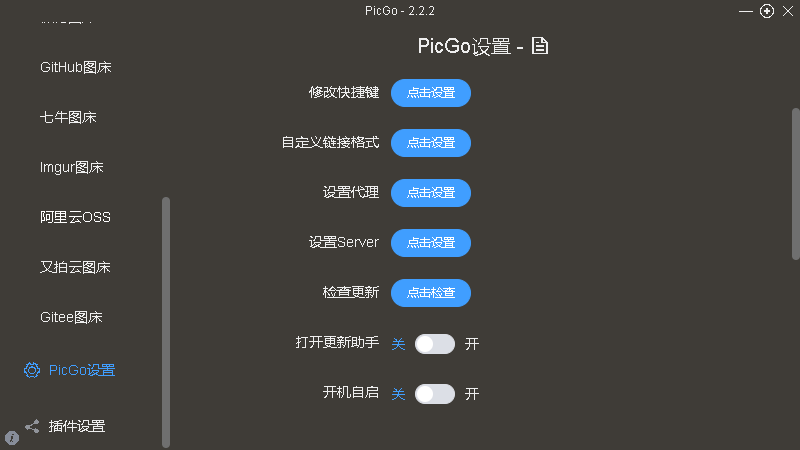 PicGo - 2.2.2
GitHub图床
七牛图床
Imgur图床
阿里云OSS
又拍云图床
Gitee图床
PicGo设置
插件设置
PicGo设置 -
修改快捷键 点击设置
自定义链接格式 点击设置
设置代理 点击设置
设置Server 点击设置
检查更新 点击检查
打开更新助手 关 开
开机自启 关 开